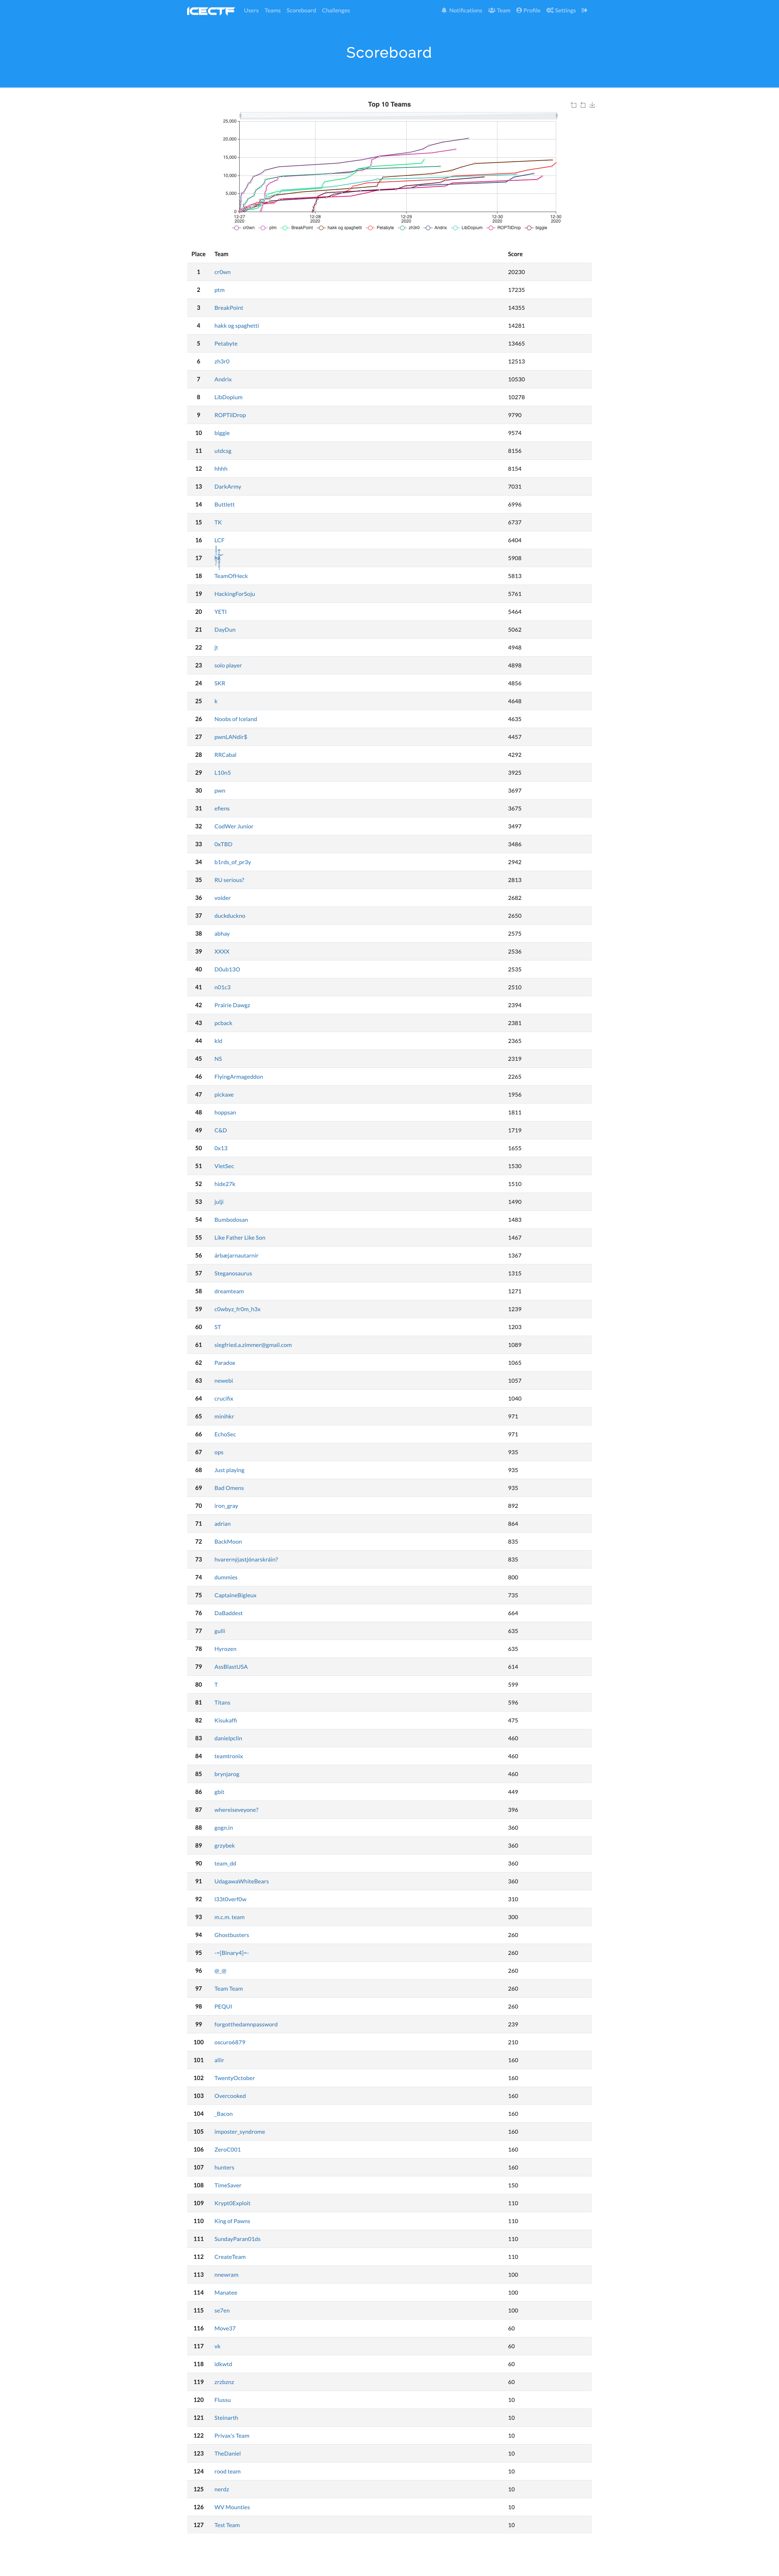 ICECTF Users Teams Scoreboard Challenges Notifications Team Profile Settings
Scoreboard
Top 10 Teams
25,000
20,000
15,000
10,000
5,000
0
12-27 12-28 12-29 12-30 12-30
2020 2020 2020 2020 2020
cr0wn ptm BreakPoint hakk og spaghetti Petabyte zh3r0 Andrix LibDopium ROPTilDrop biggie
Place Team Score
1 cr0wn 20230
2 ptm 17235
3 BreakPoint 14355
4 hakk og spaghetti 14281
5 Petabyte 13465
6 zh3r0 12513
7 Andrix 10530
8 LibDopium 10278
9 ROPTilDrop 9790
10 biggie 9574
11 utdcsg 8156
12 hhhh 8154
13 DarkArmy 7031
14 Buttlett 6996
15 TK 6737
16 LCF 6404
17 5908
18 TeamOfHeck 5813
19 HackingForSoju 5761
20 YETI 5464
21 DayDun 5062
22 jt 4948
23 solo player 4898
24 SKR 4856
25 k 4648
26 Noobs of Iceland 4635
27 pwnLANdir$ 4457
28 RRCabal 4292
29 L10n5 3925
30 pwn 3697
31 efiens 3675
32 CodWer Junior 3497
33 0xTBD 3486
34 b1rds_of_pr3y 2942
35 RU serious? 2813
36 voider 2682
37 duckduckno 2650
38 abhay 2575
39 XXXX 2536
40 D0ub13O 2535
41 n01c3 2510
42 Prairie Dawgz 2394
43 pcback 2381
44 kld 2365
45 NS 2319
46 FlyingArmageddon 2265
47 pickaxe 1956
48 hoppsan 1811
49 C&D 1719
50 0x13 1655
51 VietSec 1530
52 hide27k 1510
53 julji 1490
54 Bumbodosan 1483
55 Like Father Like Son 1467
56 árbæjarnautarnir 1367
57 Steganosaurus 1315
58 dreamteam 1271
59 c0wbyz_fr0m_h3x 1239
60 ST 1203
61 siegfried.a.zimmer@gmail.com 1089
62 Paradox 1065
63 newebi 1057
64 crucifix 1040
65 minihkr 971
66 EchoSec 971
67 ops 935
68 Just playing 935
69 Bad Omens 935
70 iron_gray 892
71 adrian 864
72 BackMoon 835
73 hvarernýjastjórnarskráin? 835
74 dummies 800
75 CaptaineBigleux 735
76 DaBaddest 664
77 gulli 635
78 Hyrozen 635
79 AssBlastUSA 614
80 T 599
81 Titans 596
82 Kisukaffi 475
83 danielpclin 460
84 teamtronix 460
85 brynjarog 460
86 gbit 449
87 whereiseveyone? 396
88 gogn.in 360
89 grzybek 360
90 team_dd 360
91 UdagawaWhiteBears 360
92 l33t0verf0w 310
93 m.c.m. team 300
94 Ghostbusters 260
95 -=[Binary4]=- 260
96 @_@ 260
97 Team Team 260
98 PEQUI 260
99 forgotthedamnpassword 239
100 oscuro6879 210
101 allir 160
102 TwentyOctober 160
103 Overcooked 160
104 _Bacon 160
105 imposter_syndrome 160
106 ZeroC001 160
107 hunters 160
108 TimeSaver 150
109 Krypt0Exploit 110
110 King of Pawns 110
111 SundayParan01ds 110
112 CreateTeam 110
113 nnewram 100
114 Manatee 100
115 se7en 100
116 Move37 60
117 vk 60
118 idkwtd 60
119 zrzbznz 60
120 Flussu 10
121 Steinarth 10
122 Privax's Team 10
123 TheDaniel 10
124 rood team 10
125 nerdz 10
126 WV Mounties 10
127 Test Team 10